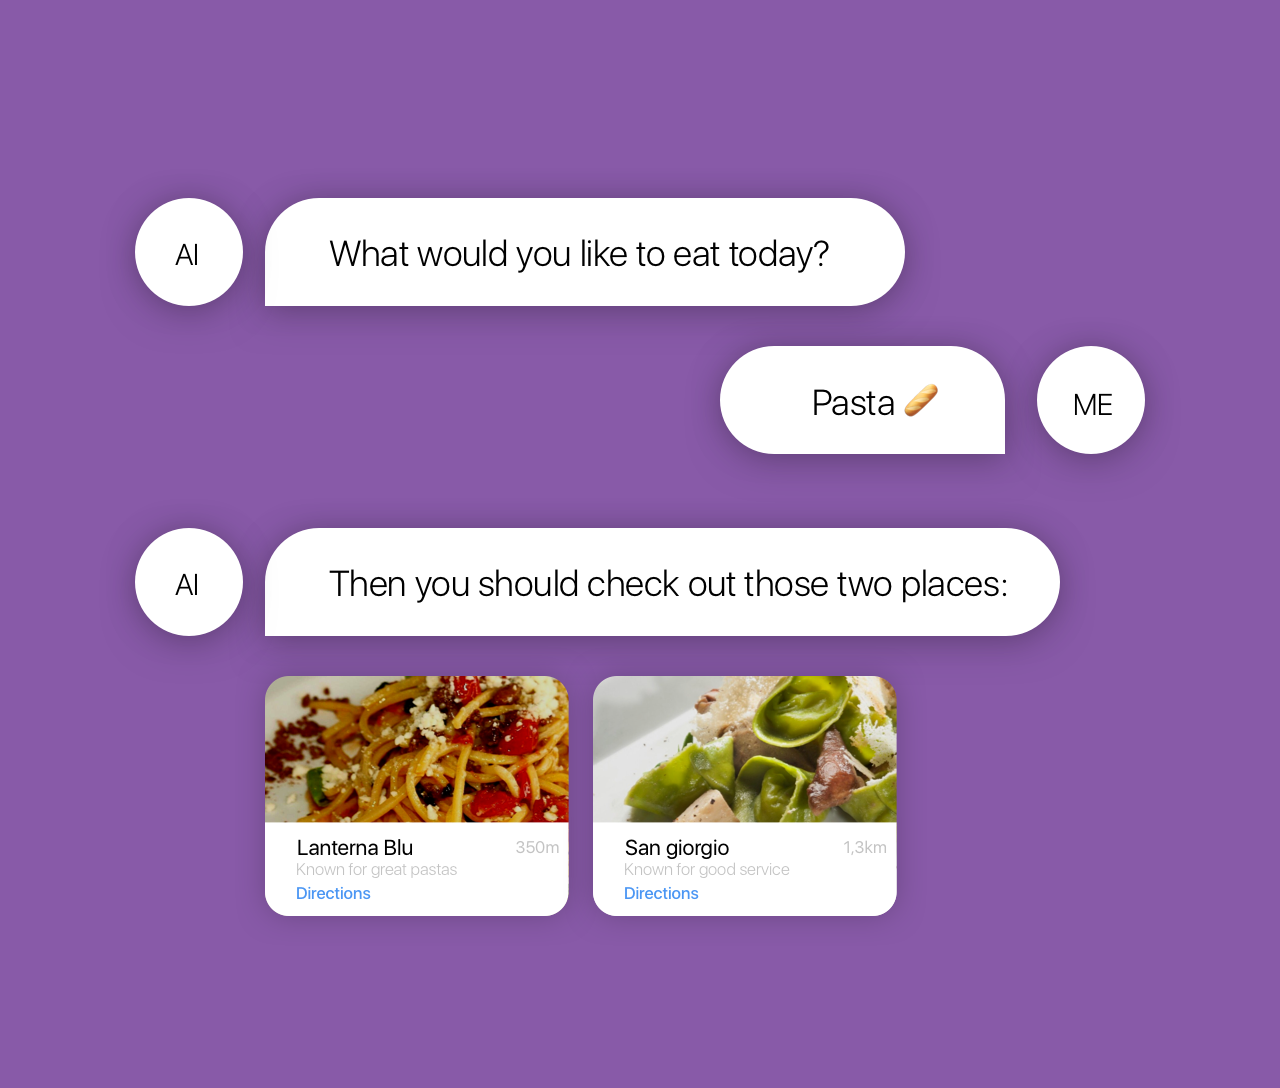 AI
What would you like to eat today?
Pasta 🥖
ME
AI
Then you should check out those two places:
Lanterna Blu
350m
Known for great pastas
Directions
San giorgio
1,3km
Known for good service
Directions